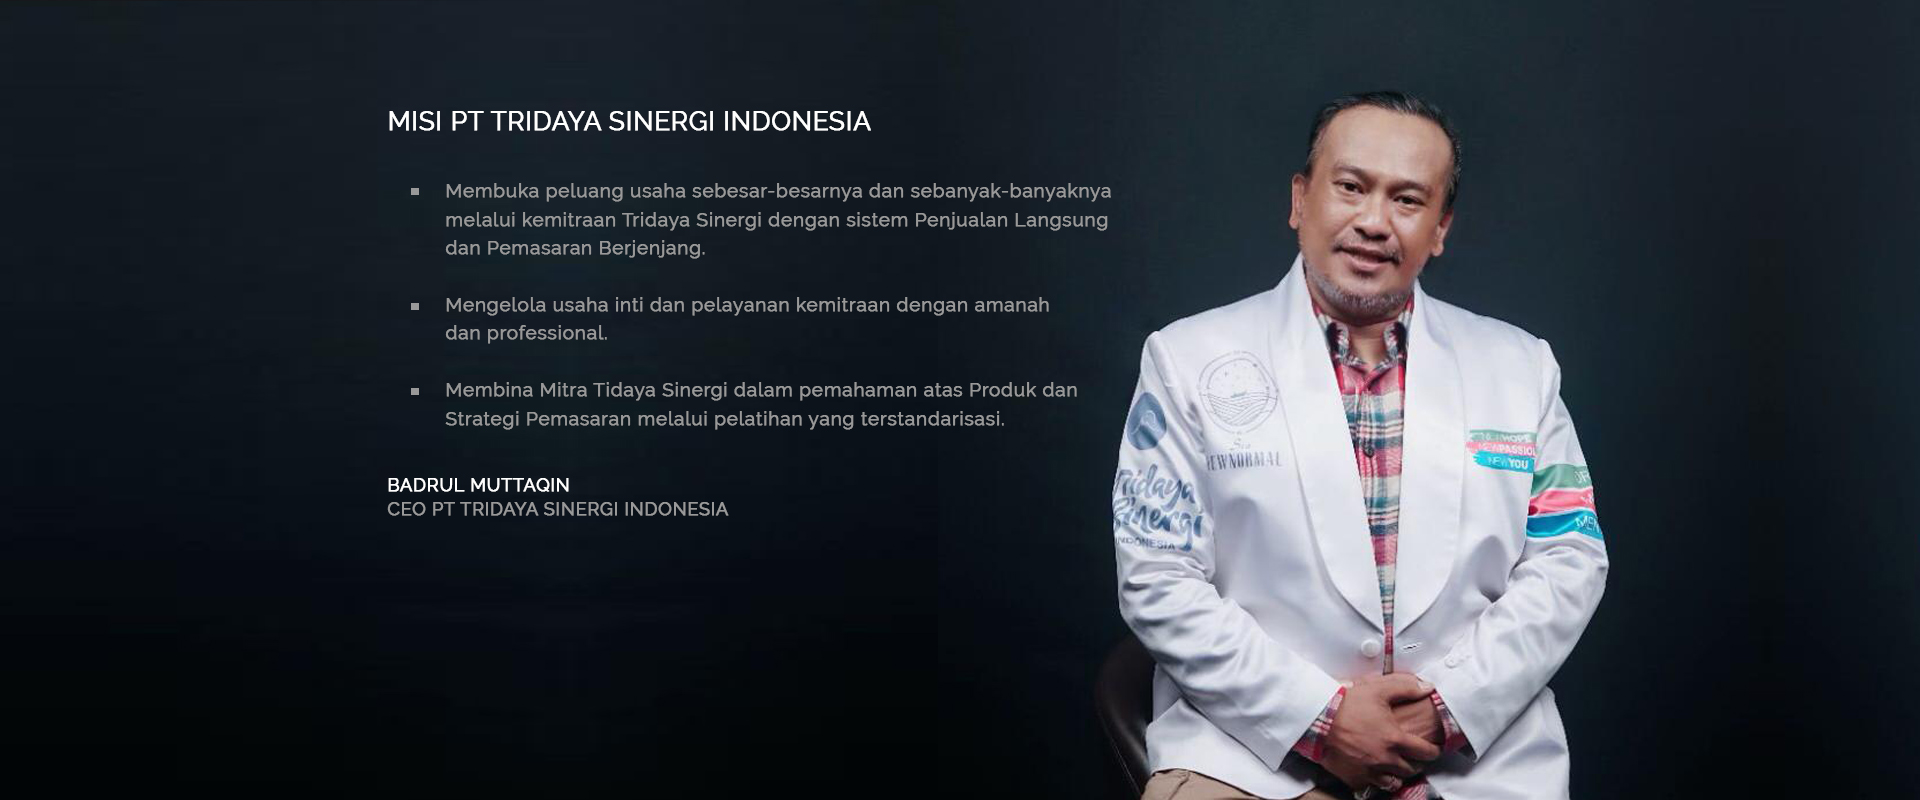 MISI PT TRIDAYA SINERGI INDONESIA
Membuka peluang usaha sebesar-besarnya dan sebanyak-banyaknya
melalui kemitraan Tridaya Sinergi dengan sistem Penjualan Langsung
dan Pemasaran Berjenjang.
Mengelola usaha inti dan pelayanan kemitraan dengan amanah
dan professional.
Membina Mitra Tidaya Sinergi dalam pemahaman atas Produk dan
Strategi Pemasaran melalui pelatihan yang terstandarisasi.
BADRUL MUTTAQIN
CEO PT TRIDAYA SINERGI INDONESIA
NEWNORMAL
Tridaya
Sinergi
INDONESIA
NEWHOPE
NEWPASSION
NEWYOU